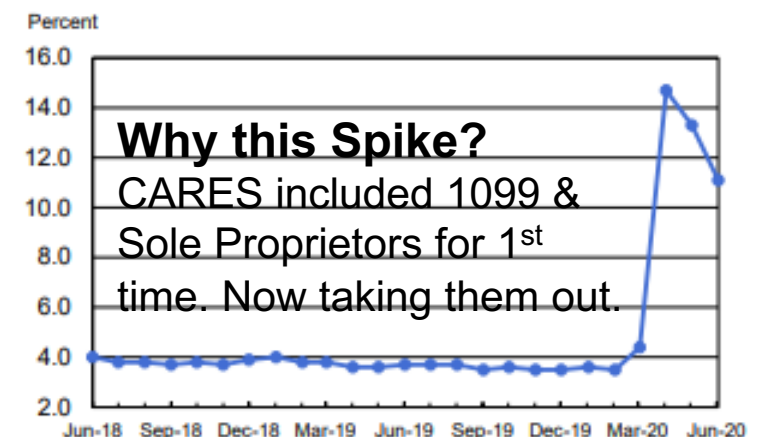 Percent
16.0
14.0
Why this Spike?
12.0
CARES included 1099 &
10.0
Sole Proprietors for 1st
8.0
time. Now taking them out.
6.0
4.0
2.0
Jun-18 Sep-18 Dec-18 Mar-19 Jun-19 Sep-19 Dec-19 Mar-20 Jun-20